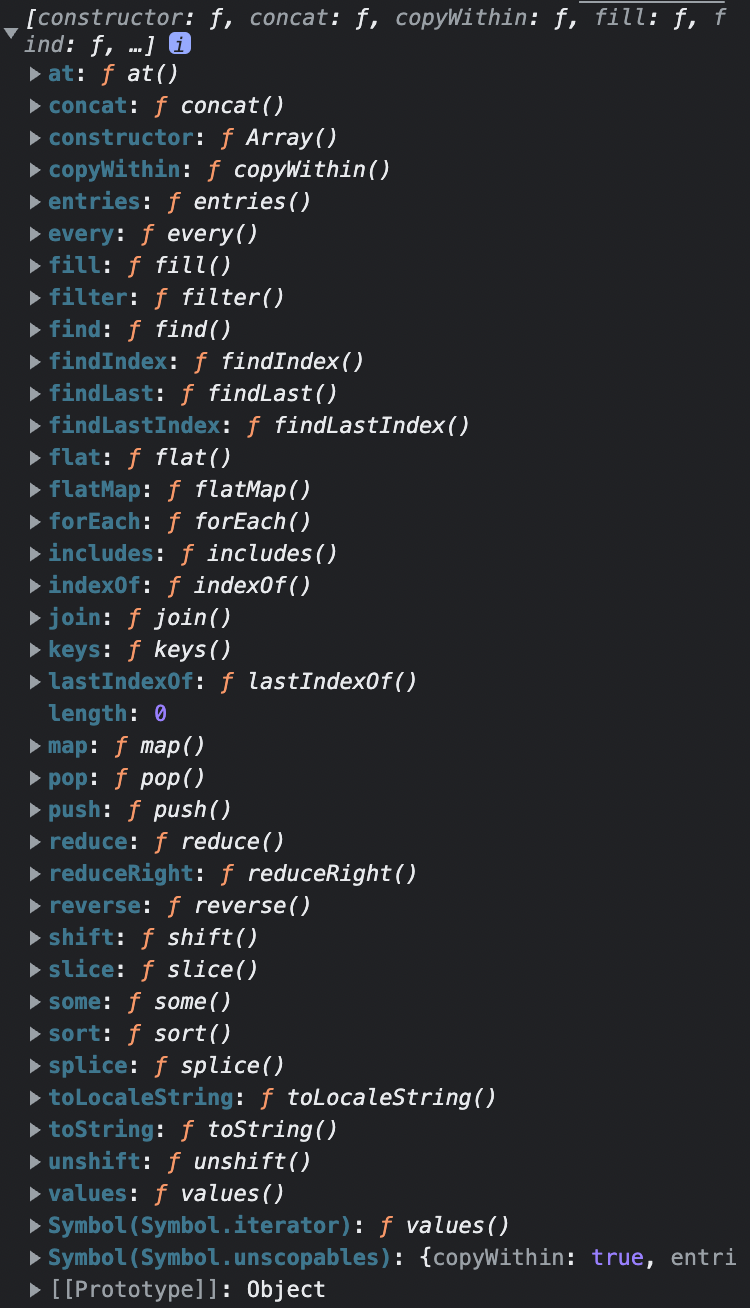 [constructor: ƒ, concat: ƒ, copyWithin: ƒ, fill: ƒ, f
ind: ƒ, …] i
at: ƒ at()
concat: ƒ concat()
constructor: ƒ Array()
copyWithin: ƒ copyWithin()
entries: ƒ entries()
every: ƒ every()
fill: ƒ fill()
filter: ƒ filter()
find: ƒ find()
findIndex: ƒ findIndex()
findLast: ƒ findLast()
findLastIndex: ƒ findLastIndex()
flat: ƒ flat()
flatMap: ƒ flatMap()
forEach: ƒ forEach()
includes: ƒ includes()
indexOf: ƒ indexOf()
join: ƒ join()
keys: ƒ keys()
lastIndexOf: ƒ lastIndexOf()
length: 0
map: ƒ map()
pop: ƒ pop()
push: ƒ push()
reduce: ƒ reduce()
reduceRight: ƒ reduceRight()
reverse: ƒ reverse()
shift: ƒ shift()
slice: ƒ slice()
some: ƒ some()
sort: ƒ sort()
splice: ƒ splice()
toLocaleString: ƒ toLocaleString()
toString: ƒ toString()
unshift: ƒ unshift()
values: ƒ values()
Symbol(Symbol.iterator): ƒ values()
Symbol(Symbol.unscopables): {copyWithin: true, entri
[[Prototype]]: Object